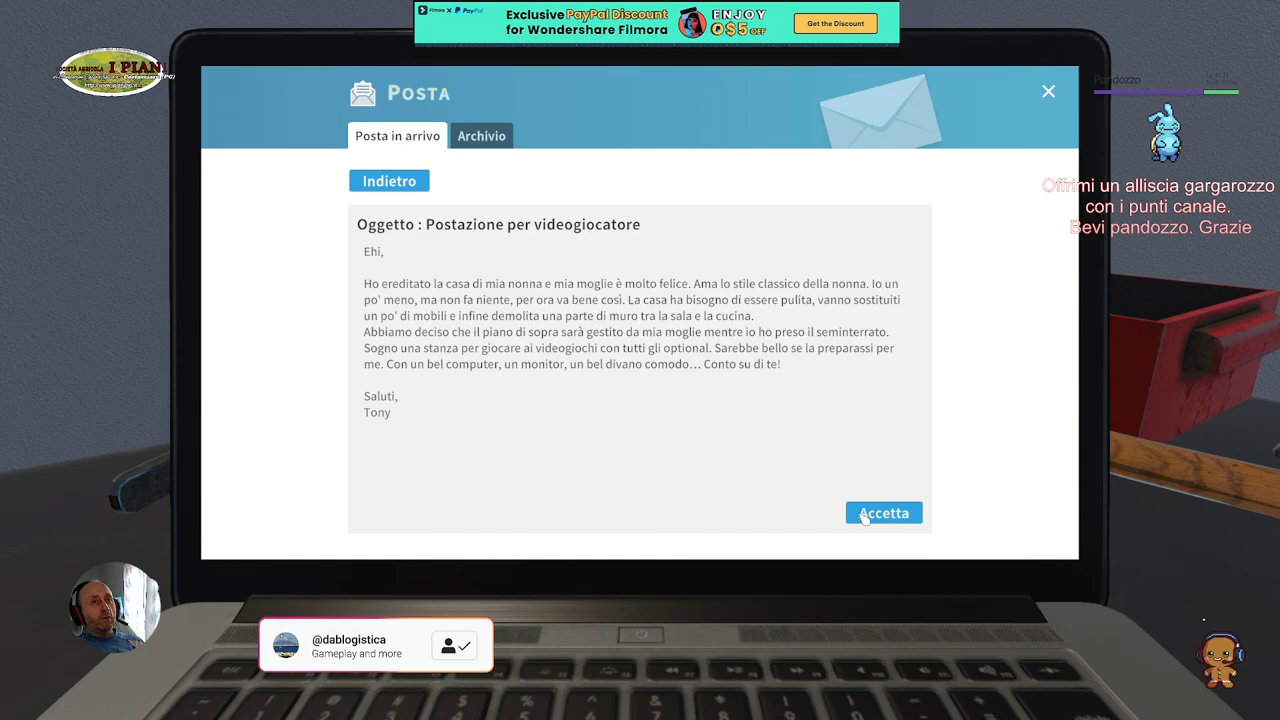 Filmora X PayPal
Exclusive PayPal Discount
for Wondershare Filmora
ENJOY
O$5 OFF
Get the Discount
SOCIETÀ AGRICOLA I PIANI
Posta
Posta in arrivo
Archivio
Pandozzo
Indietro
Offrimi un alliscia gargarozzo
con i punti canale.
Bevi pandozzo. Grazie
Oggetto : Postazione per videogiocatore
Ehi,
Ho ereditato la casa di mia nonna e mia moglie è molto felice. Ama lo stile classico della nonna. Io un
po' meno, ma non fa niente, per ora va bene così. La casa ha bisogno di essere pulita, vanno sostituiti
un po' di mobili e infine demolita una parte di muro tra la sala e la cucina.
Abbiamo deciso che il piano di sopra sarà gestito da mia moglie mentre io ho preso il seminterrato.
Sogno una stanza per giocare ai videogiochi con tutti gli optional. Sarebbe bello se la preparassi per
me. Con un bel computer, un monitor, un bel divano comodo… Conto su di te!
Saluti,
Tony
Accetta
@dablogistica
Gameplay and more